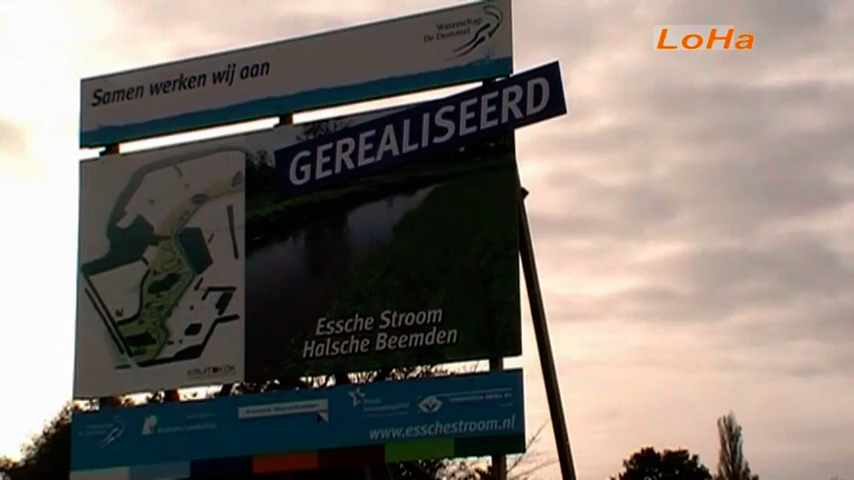 LoHa
Waterschap
De Dommel
Samen werken wij aan
GEREALISEERD
Essche Stroom
Halsche Beemden
www.esschestroom.nl